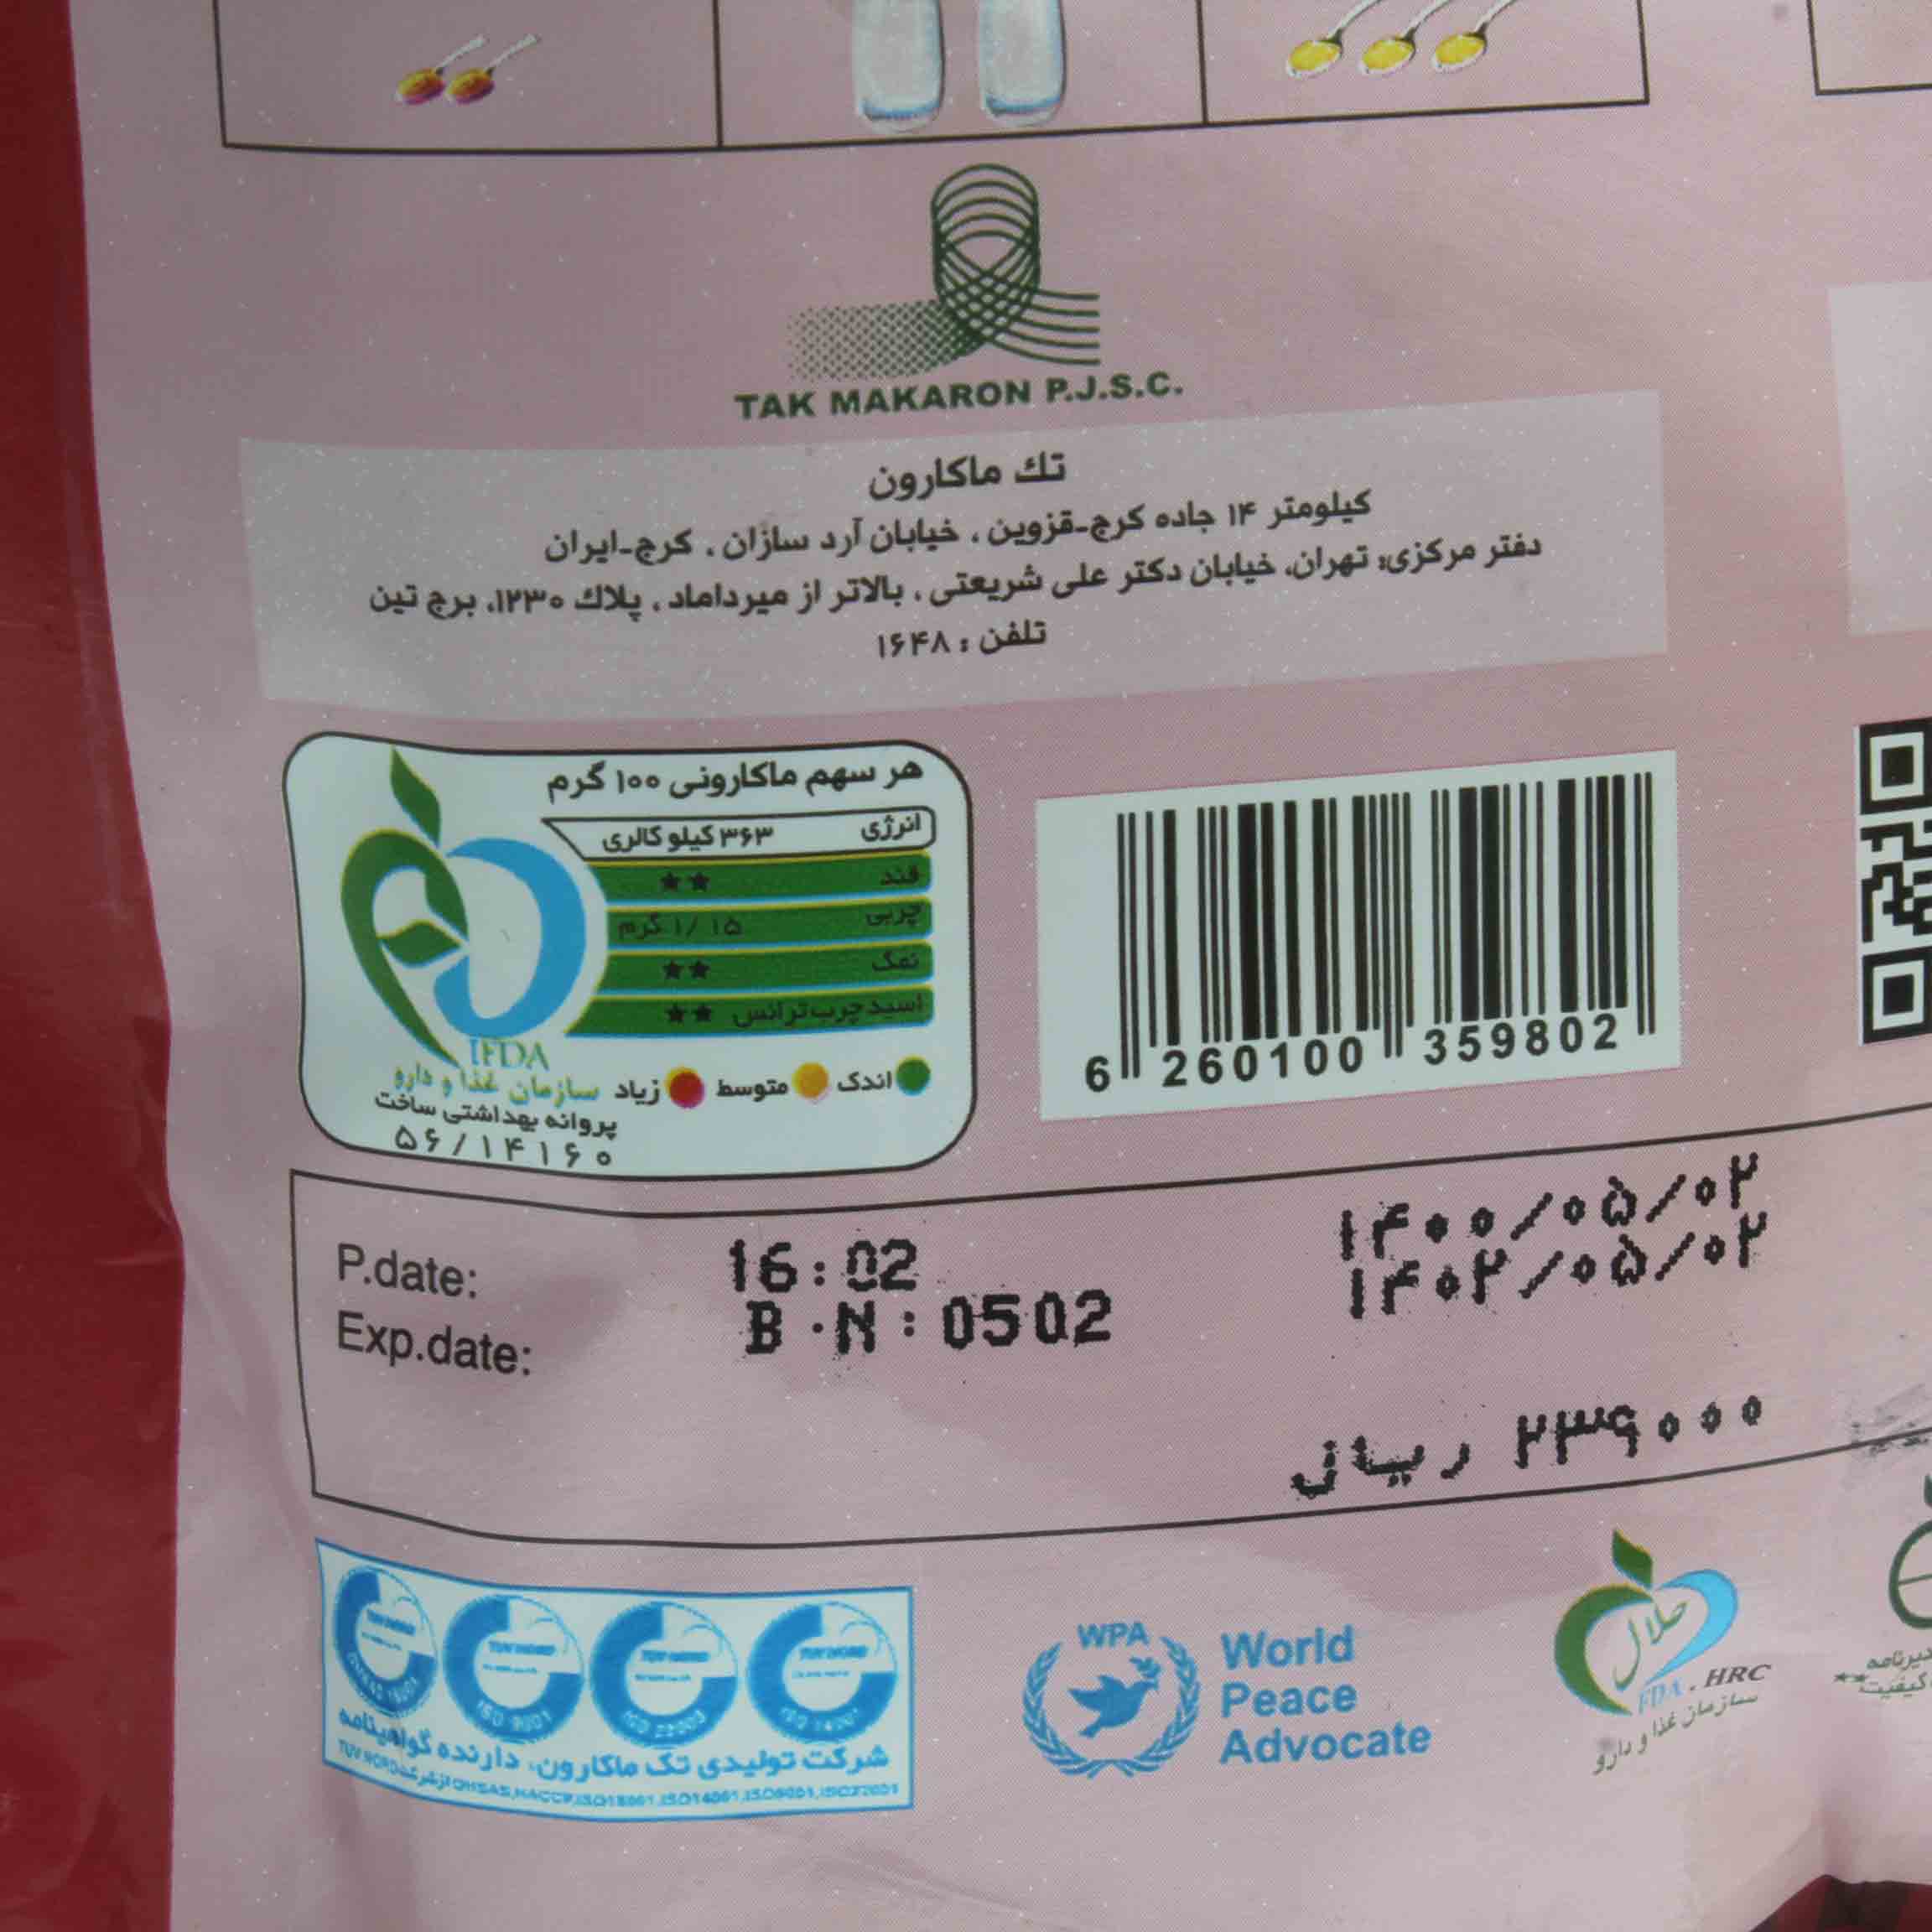 TAK MAKARON P.J.S.C.
تك ماکارون
کیلومتر ۱۴ جاده کرج-قزوین ، خیابان آرد سازان ، کرج-ایران
دفتر مرکزی: تهران، خیابان دکتر علی شریعتی ، بالاتر از میرداماد ، پلاك ۱۲۳۰، برج تین
تلفن : ۱۶۴۸
هر سهم ماکارونی ۱۰۰ گرم
انرژی ۳۶۳ کیلو کالری
قند ★★
چربی ۱/ ۱۵ گرم
نمک ★★
اسید چرب ترانس ★★
اندک متوسط زیاد
IFDA
سازمان غذا و دارو
پروانه بهداشتی ساخت
۵۶/۱۴۱۶۰
6 260100 359802
P.date: 16:02 ۱۴۰۰/۰۵/۰۲
Exp.date: B.N:0502 ۱۴۰۲/۰۵/۰۲
۲۳۹۰۰۰ ریال
شرکت تولیدی تک ماکارون، دارنده گواهینامه
WPA
World
Peace
Advocate
حلال
FDA . HRC
سازمان غذا و دارو